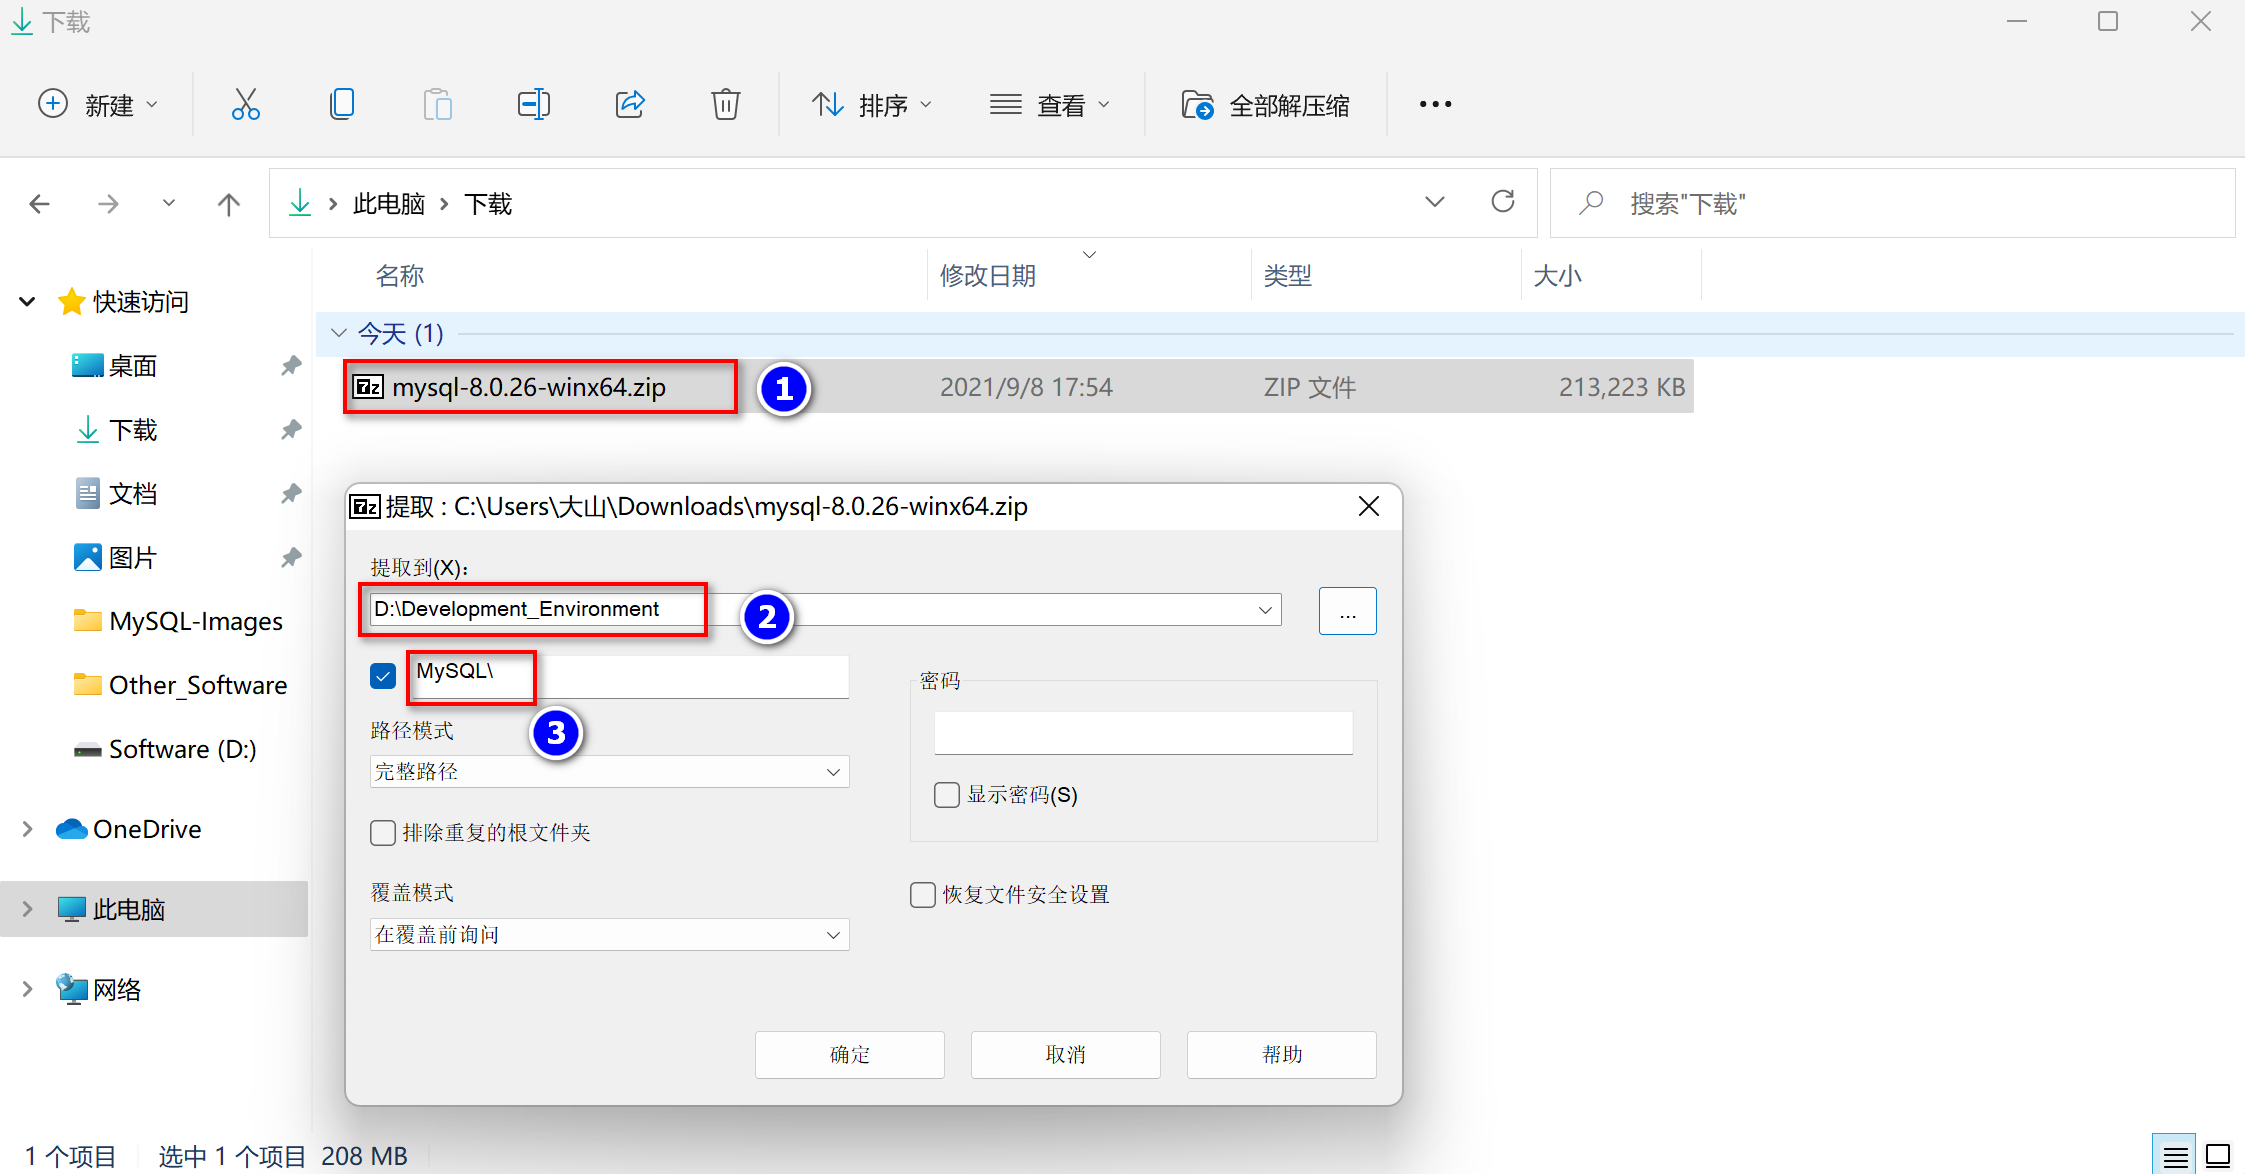 下载
新建
排序
查看
全部解压缩
此电脑 > 下载
搜索"下载"
名称
修改日期
类型
大小
快速访问
桌面
下载
文档
图片
MySQL-Images
Other_Software
Software (D:)
OneDrive
此电脑
网络
今天 (1)
mysql-8.0.26-winx64.zip
1
2021/9/8 17:54
ZIP 文件
213,223 KB
提取 : C:\Users\大山\Downloads\mysql-8.0.26-winx64.zip
提取到(X):
D:\Development_Environment
2
...
MySQL\
3
路径模式
完整路径
排除重复的根文件夹
覆盖模式
在覆盖前询问
密码
显示密码(S)
恢复文件安全设置
确定
取消
帮助
1 个项目
选中 1 个项目 208 MB